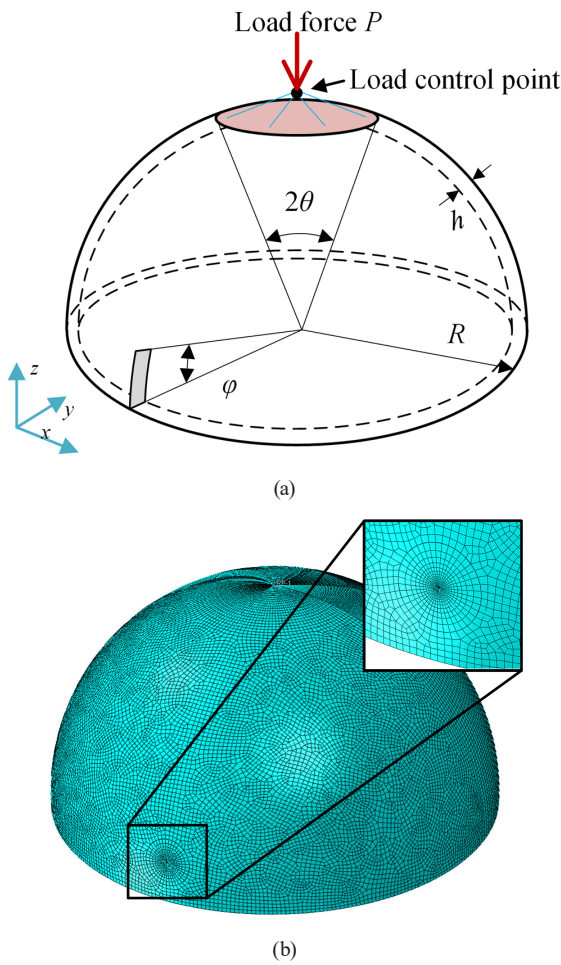 Load force P
Load control point
2θ
h
R
φ
z
y
x
(a)
(b)